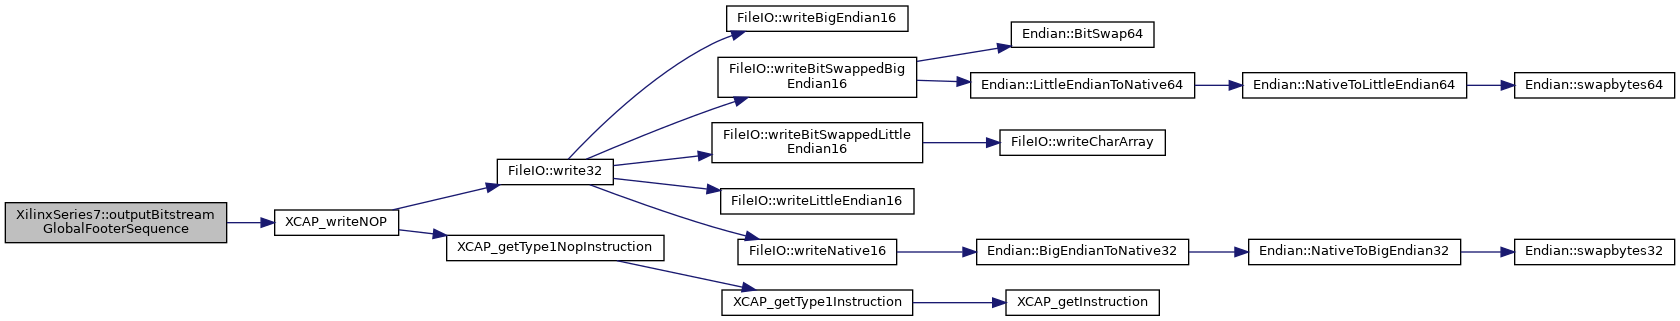 XilinxSeries7::outputBitstream
GlobalFooterSequence
XCAP_writeNOP
FileIO::write32
XCAP_getType1NopInstruction
FileIO::writeBigEndian16
FileIO::writeBitSwappedBig
Endian16
FileIO::writeBitSwappedLittle
Endian16
FileIO::writeLittleEndian16
FileIO::writeNative16
XCAP_getType1Instruction
Endian::BitSwap64
Endian::LittleEndianToNative64
FileIO::writeCharArray
Endian::BigEndianToNative32
XCAP_getInstruction
Endian::NativeToLittleEndian64
Endian::NativeToBigEndian32
Endian::swapbytes64
Endian::swapbytes32